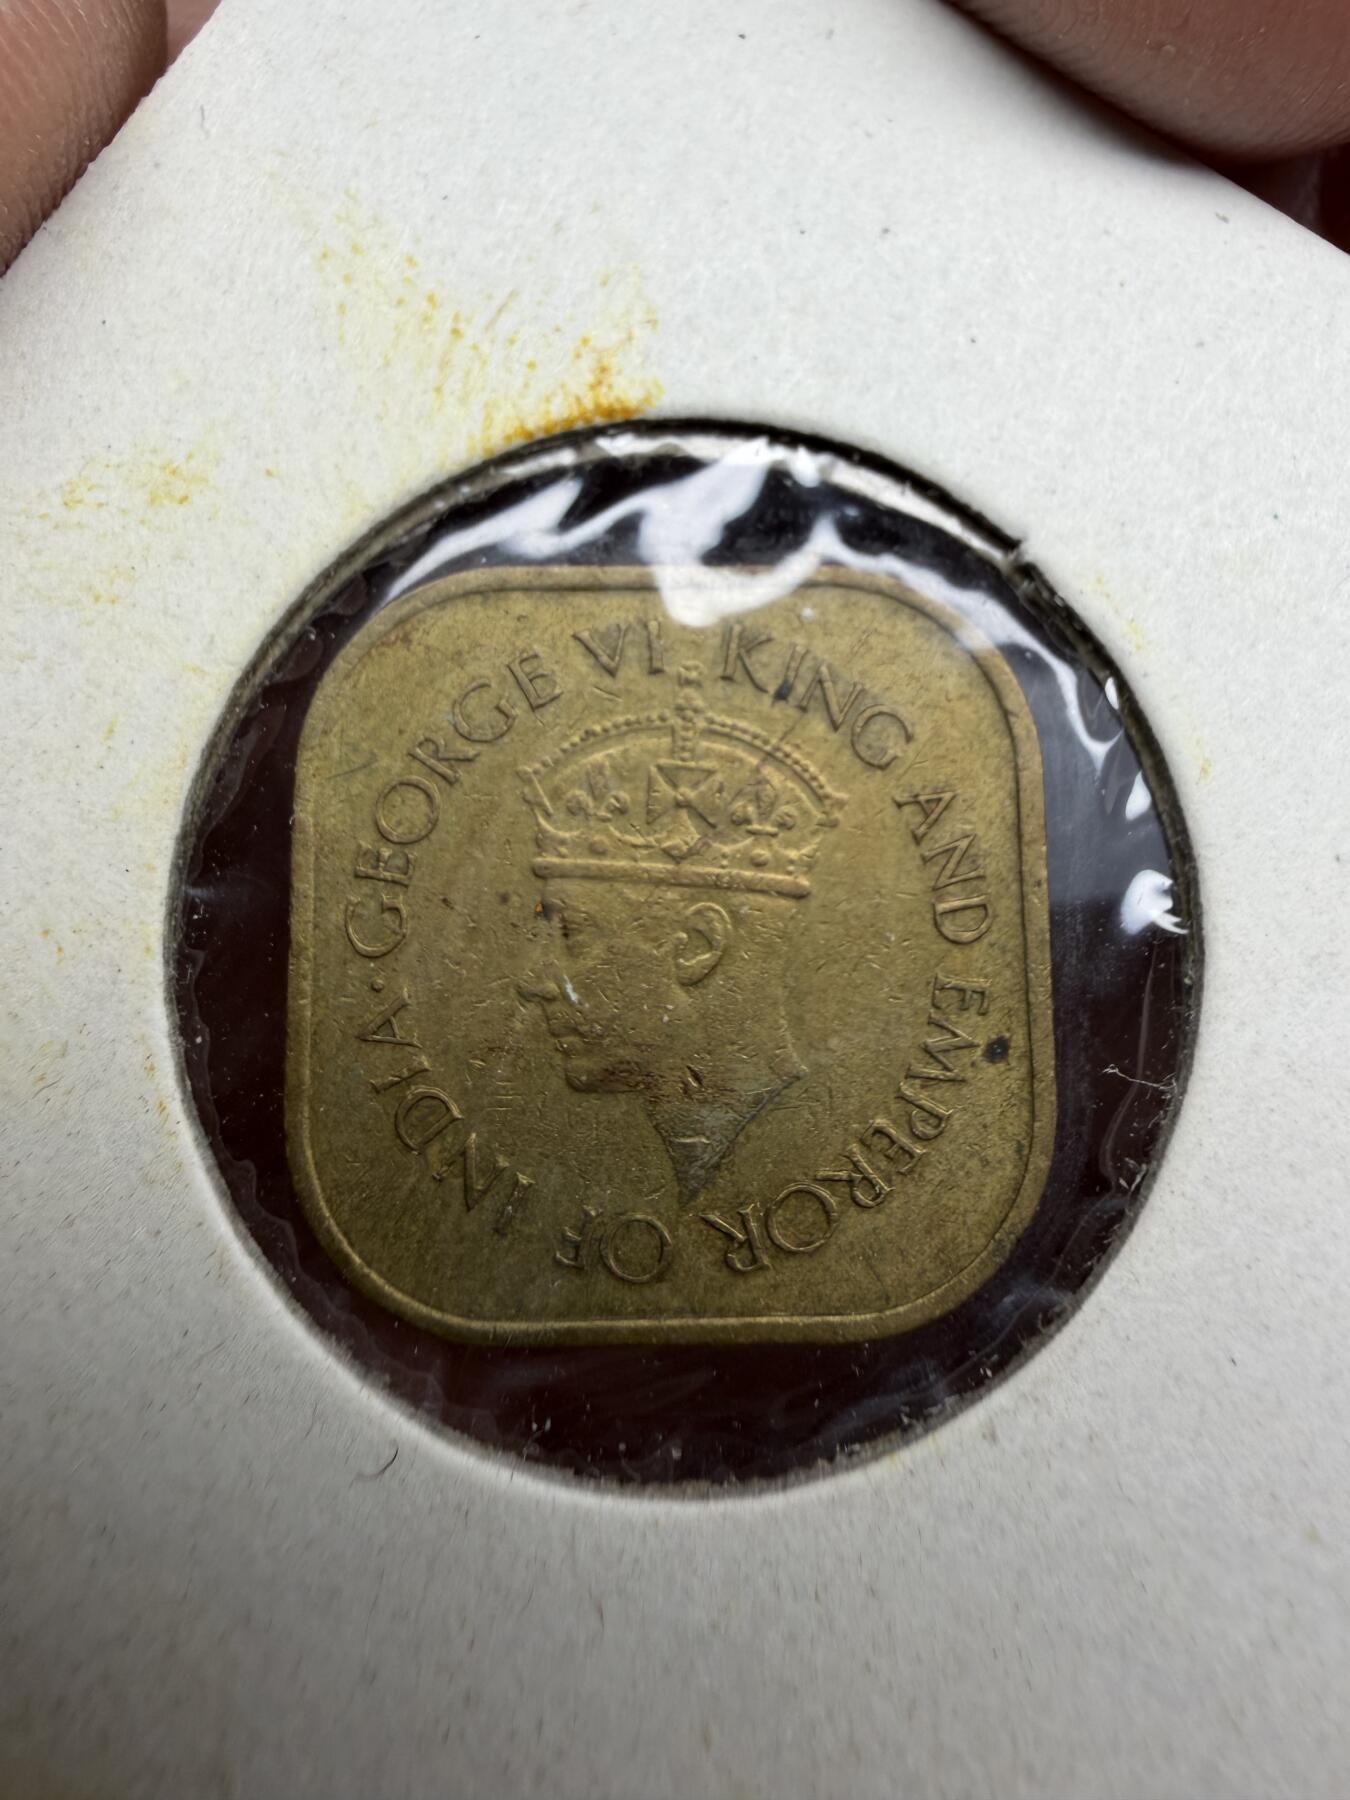 GEORGE VI KING AND EMPEROR OF INDIA·